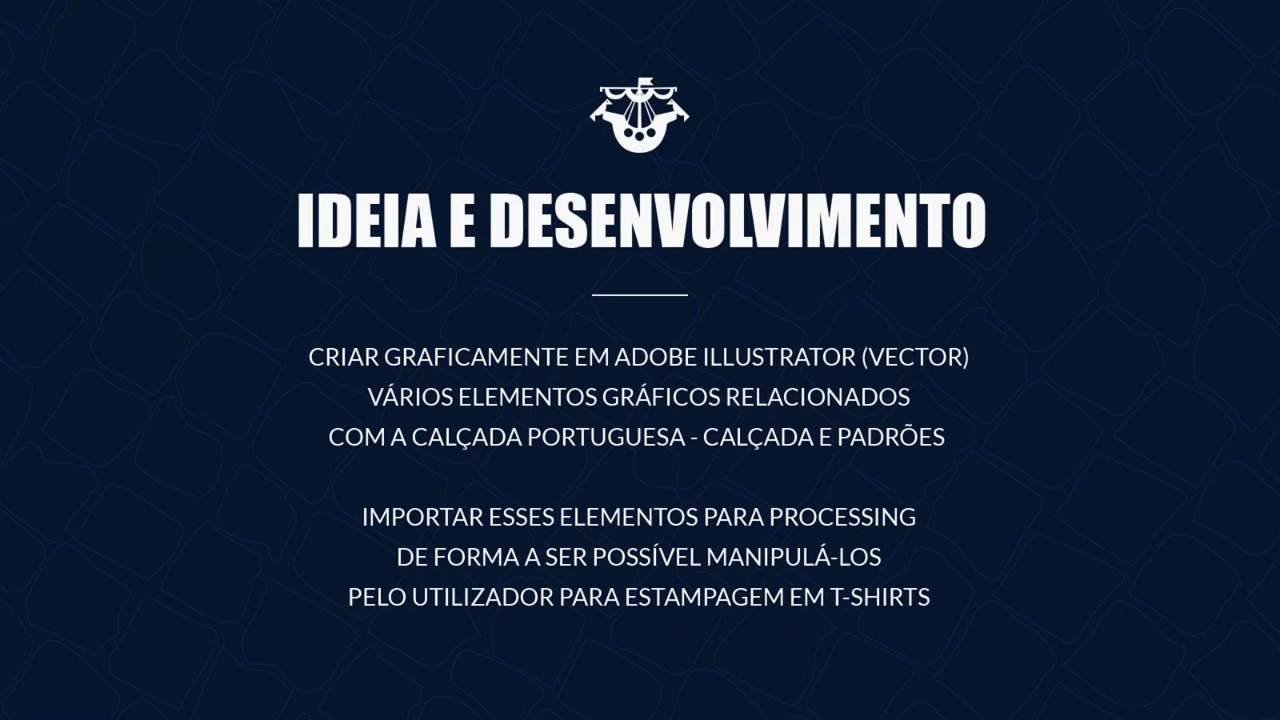 IDEIA E DESENVOLVIMENTO
CRIAR GRAFICAMENTE EM ADOBE ILLUSTRATOR (VECTOR)
VÁRIOS ELEMENTOS GRÁFICOS RELACIONADOS
COM A CALÇADA PORTUGUESA - CALÇADA E PADRÕES
IMPORTAR ESSES ELEMENTOS PARA PROCESSING
DE FORMA A SER POSSÍVEL MANIPULÁ-LOS
PELO UTILIZADOR PARA ESTAMPAGEM EM T-SHIRTS